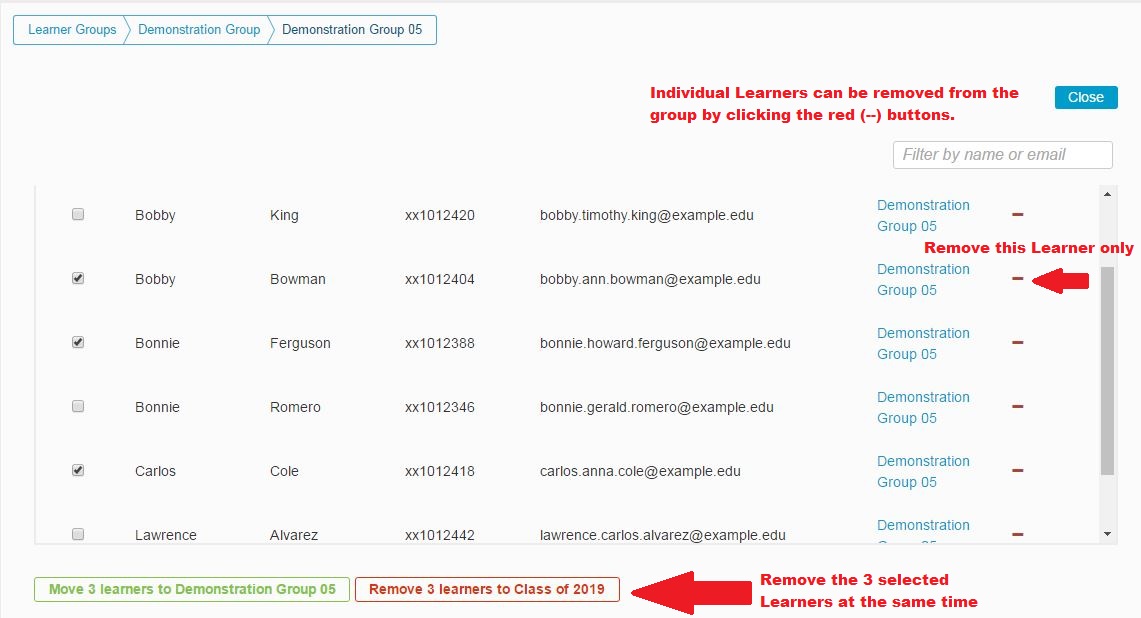 Learner Groups Demonstration Group Demonstration Group 05
Individual Learners can be removed from the
group by clicking the red (--) buttons.
Close
Filter by name or email
Bobby King xx1012420 bobby.timothy.king@example.edu Demonstration
Group 05
Remove this Learner only
Bobby Bowman xx1012404 bobby.ann.bowman@example.edu Demonstration
Group 05
Bonnie Ferguson xx1012388 bonnie.howard.ferguson@example.edu Demonstration
Group 05
Bonnie Romero xx1012346 bonnie.gerald.romero@example.edu Demonstration
Group 05
Carlos Cole xx1012418 carlos.anna.cole@example.edu Demonstration
Group 05
Lawrence Alvarez xx1012442 lawrence.carlos.alvarez@example.edu Demonstration
Move 3 learners to Demonstration Group 05 Remove 3 learners to Class of 2019
Remove the 3 selected
Learners at the same time